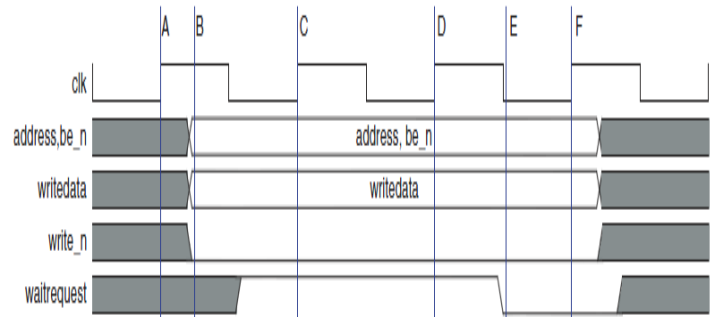 A B C D E F
clk
address,be_n address, be_n
writedata writedata
write_n
waitrequest